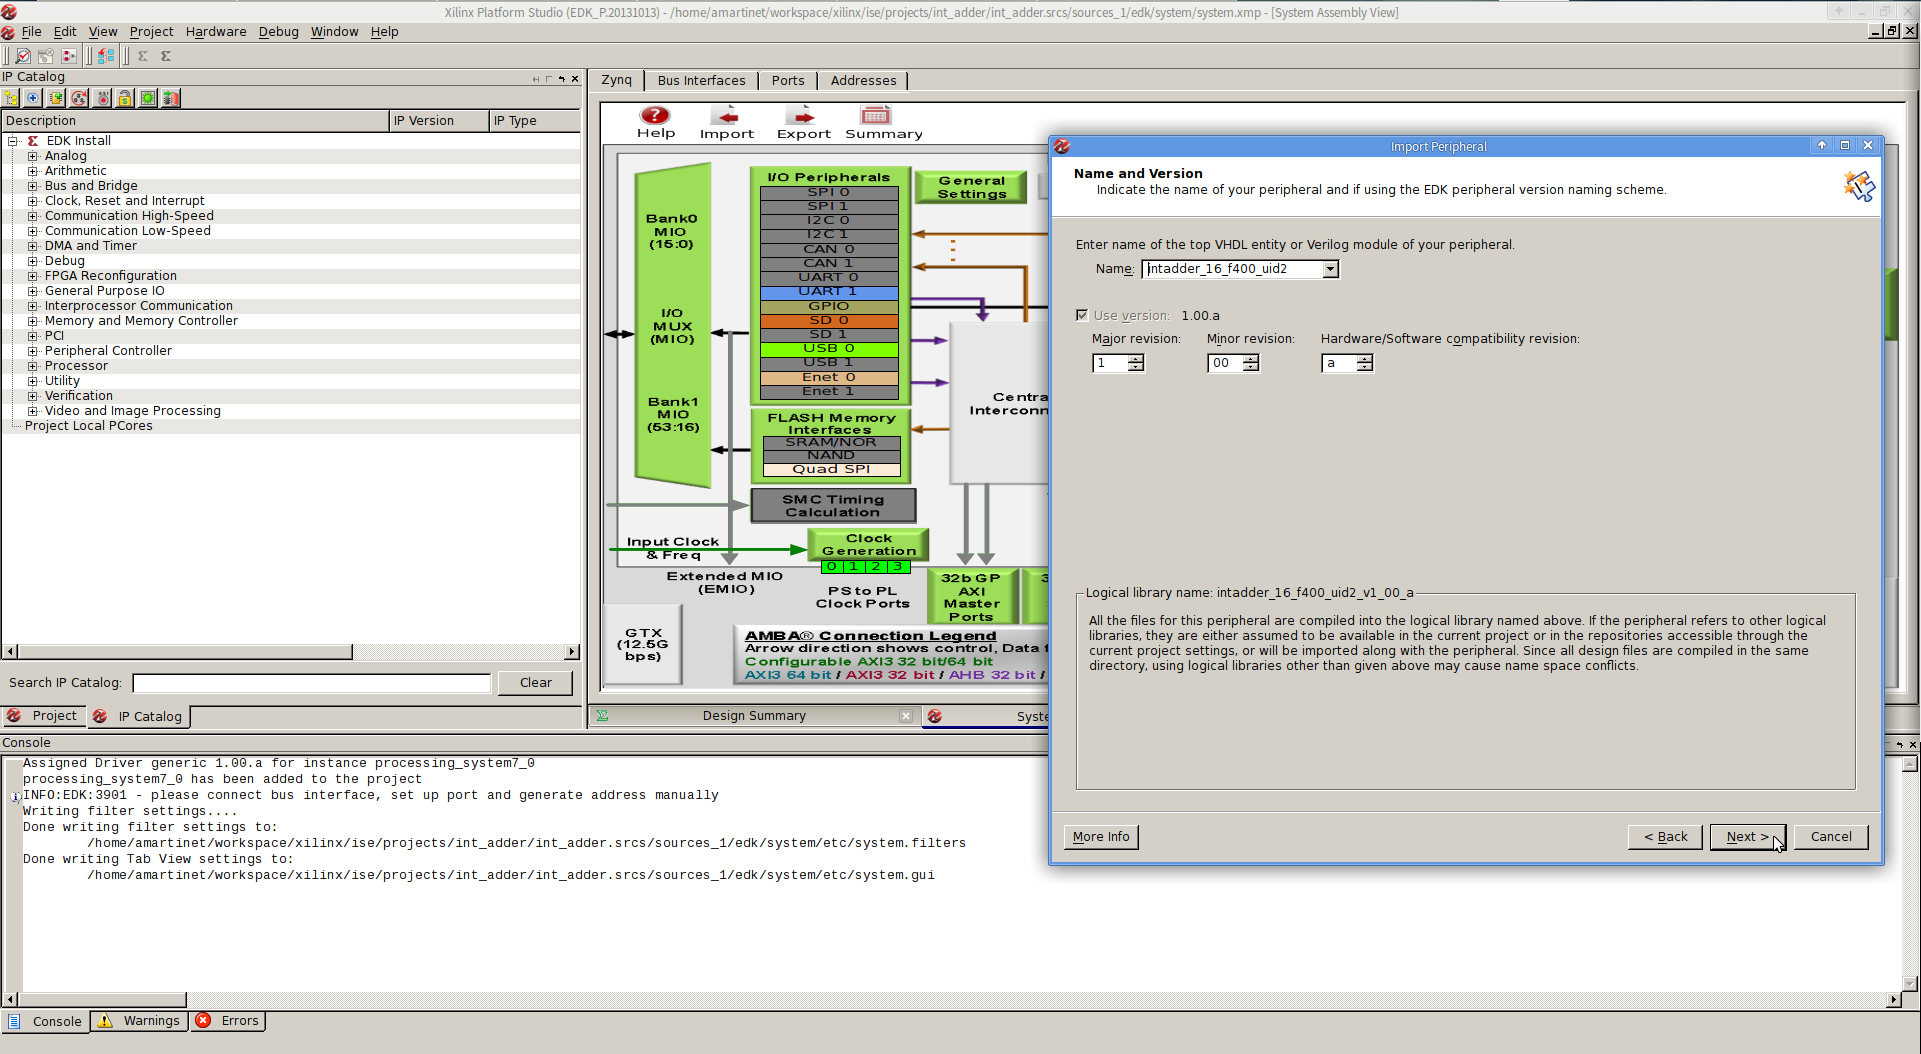 Xilinx Platform Studio (EDK_P.20131013) - /home/amartinet/workspace/xilinx/ise/projects/int_adder/int_adder.srcs/sources_1/edk/system/system.xmp - [System Assembly View]
File Edit View Project Hardware Debug Window Help
IP Catalog
Description IP Version IP Type
EDK Install
Analog
Arithmetic
Bus and Bridge
Clock, Reset and Interrupt
Communication High-Speed
Communication Low-Speed
DMA and Timer
Debug
FPGA Reconfiguration
General Purpose IO
Interprocessor Communication
Memory and Memory Controller
PCI
Peripheral Controller
Processor
Utility
Verification
Video and Image Processing
Project Local PCores
Search IP Catalog: Clear
Project IP Catalog
Zynq Bus Interfaces Ports Addresses
Help Import Export Summary
Bank0
MIO
(15:0)
I/O
MUX
(MIO)
Bank1
MIO
(53:16)
I/O Peripherals
SPI 0
SPI 1
I2C 0
I2C 1
CAN 0
CAN 1
UART 0
UART 1
GPIO
SD 0
SD 1
USB 0
USB 1
Enet 0
Enet 1
General
Settings
FLASH Memory
Interfaces
SRAM/NOR
NAND
Quad SPI
SMC Timing
Calculation
Input Clock
& Freq
Clock
Generation
0 1 2 3
Extended MIO
(EMIO)
PS to PL
Clock Ports
32b GP
AXI
Master
Ports
3
Centra
Interconn
GTX
(12.5G
bps)
AMBA® Connection Legend
Arrow direction shows control, Data f
Configurable AXI3 32 bit/64 bit
AXI3 64 bit / AXI3 32 bit / AHB 32 bit /
Design Summary Syste
Import Peripheral
Name and Version
Indicate the name of your peripheral and if using the EDK peripheral version naming scheme.
Enter name of the top VHDL entity or Verilog module of your peripheral.
Name: intadder_16_f400_uid2
Use version: 1.00.a
Major revision: Minor revision: Hardware/Software compatibility revision:
1 00 a
Logical library name: intadder_16_f400_uid2_v1_00_a
All the files for this peripheral are compiled into the logical library named above. If the peripheral refers to other logical
libraries, they are either assumed to be available in the current project or in the repositories accessible through the
current project settings, or will be imported along with the peripheral. Since all design files are compiled in the same
directory, using logical libraries other than given above may cause name space conflicts.
More Info < Back Next > Cancel
Console
Assigned Driver generic 1.00.a for instance processing_system7_0
processing_system7_0 has been added to the project
INFO:EDK:3901 - please connect bus interface, set up port and generate address manually
Writing filter settings....
Done writing filter settings to:
/home/amartinet/workspace/xilinx/ise/projects/int_adder/int_adder.srcs/sources_1/edk/system/etc/system.filters
Done writing Tab View settings to:
/home/amartinet/workspace/xilinx/ise/projects/int_adder/int_adder.srcs/sources_1/edk/system/etc/system.gui
Console Warnings Errors